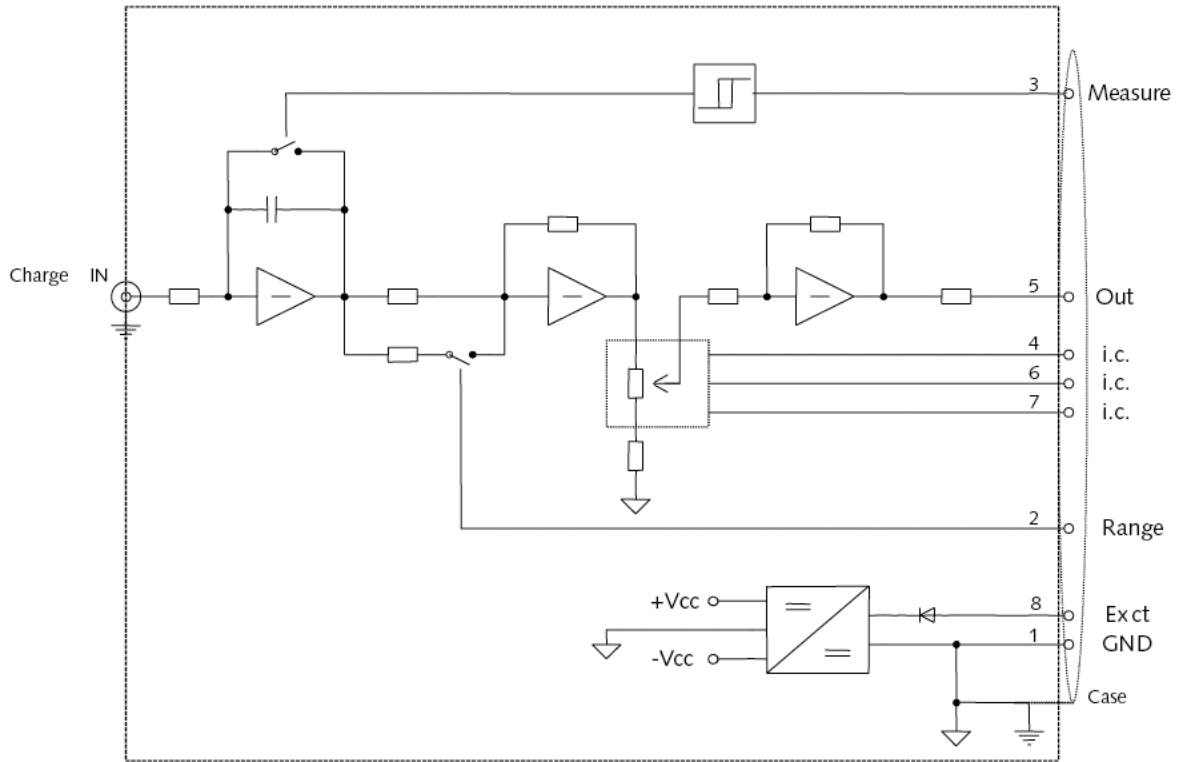 3 Measure
Charge IN
5 Out
4 i.c.
6 i.c.
7 i.c.
2 Range
+Vcc
8 Exct
1 GND
-Vcc
Case